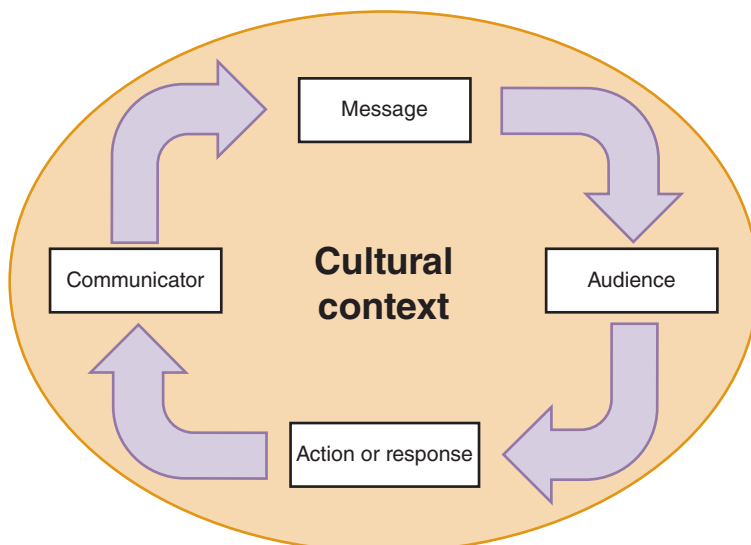 Message
Communicator
Cultural
context
Audience
Action or response